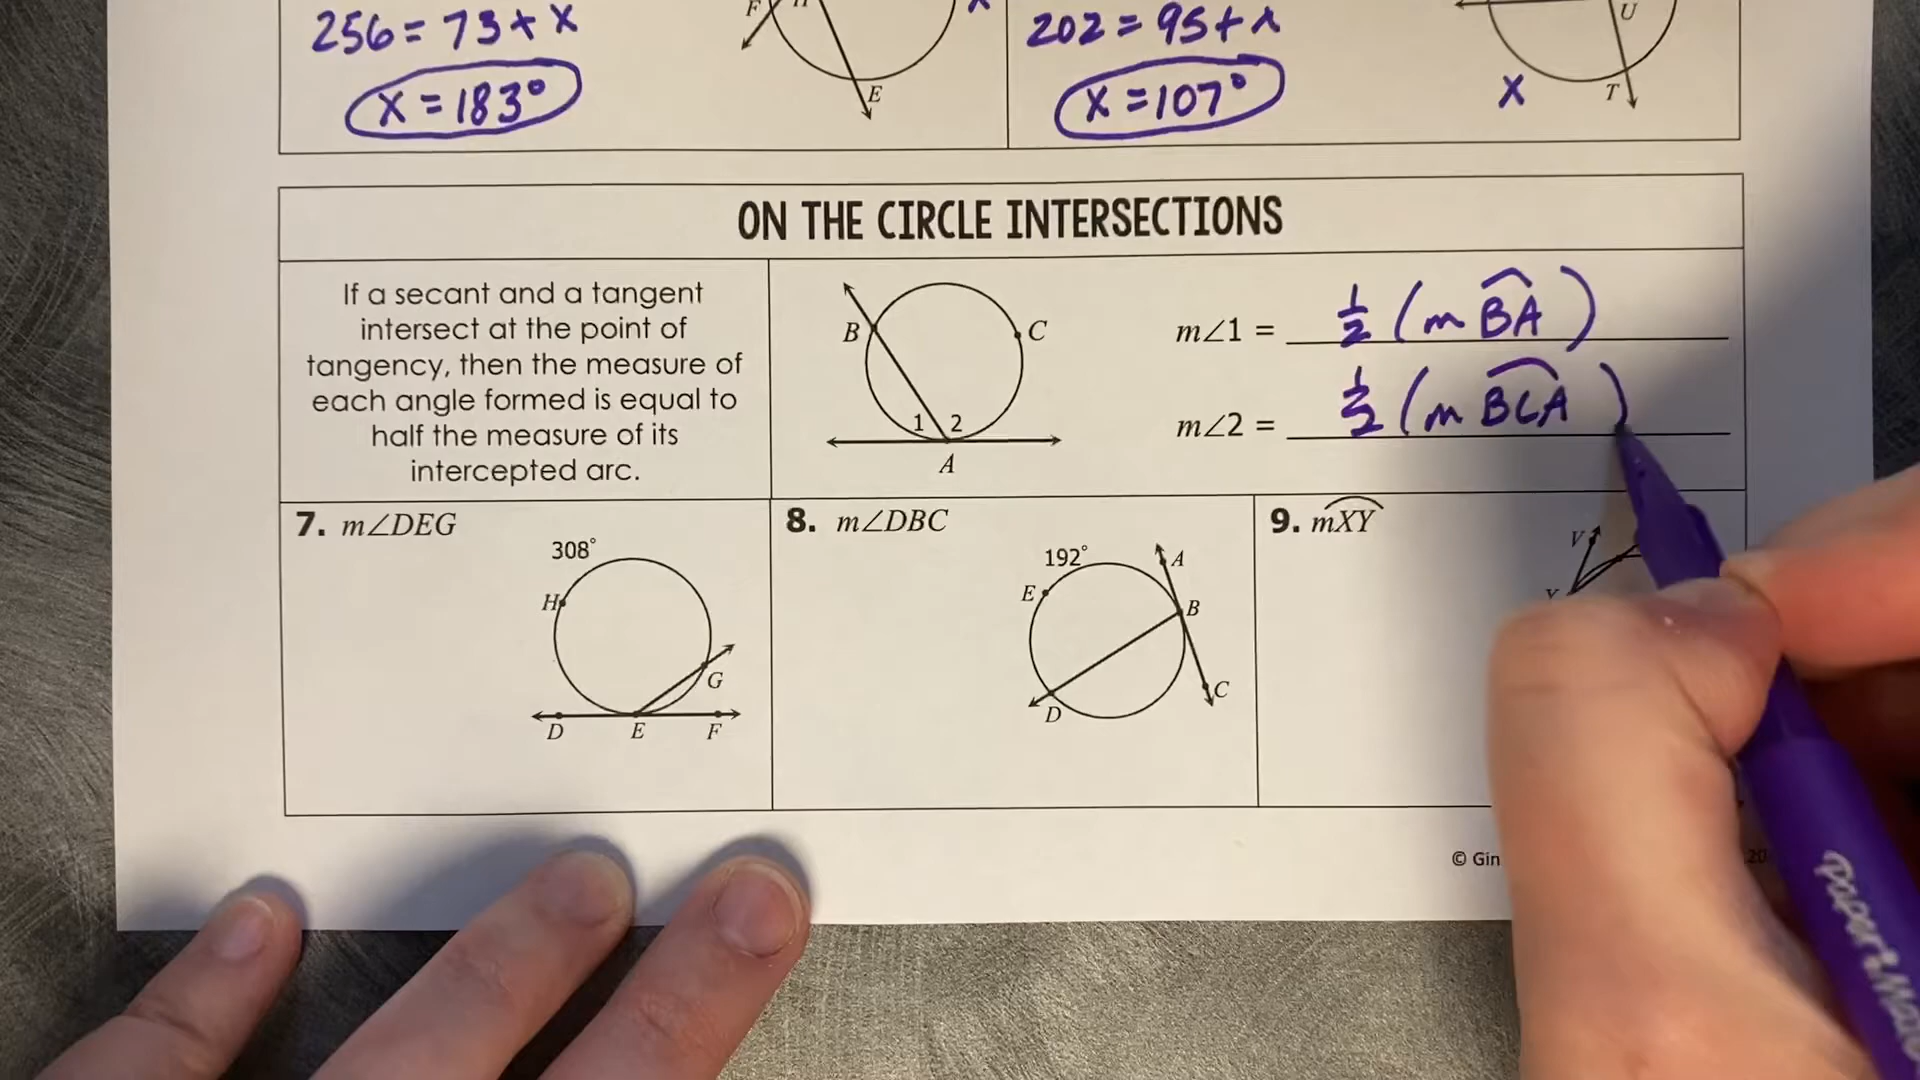 256 = 73 + x
x = 183°
F
H
E
202 = 95 + x
x = 107°
x
U
T
ON THE CIRCLE INTERSECTIONS
If a secant and a tangent
intersect at the point of
tangency, then the measure of
each angle formed is equal to
half the measure of its
intercepted arc.
B
C
1 2
A
m∠1 = ½ (m BA)
m∠2 = ½ (m BCA)
7. m∠DEG
308°
H
G
D E F
8. m∠DBC
192°
A
E
B
C
D
9. mXY
V
© Gin
paper